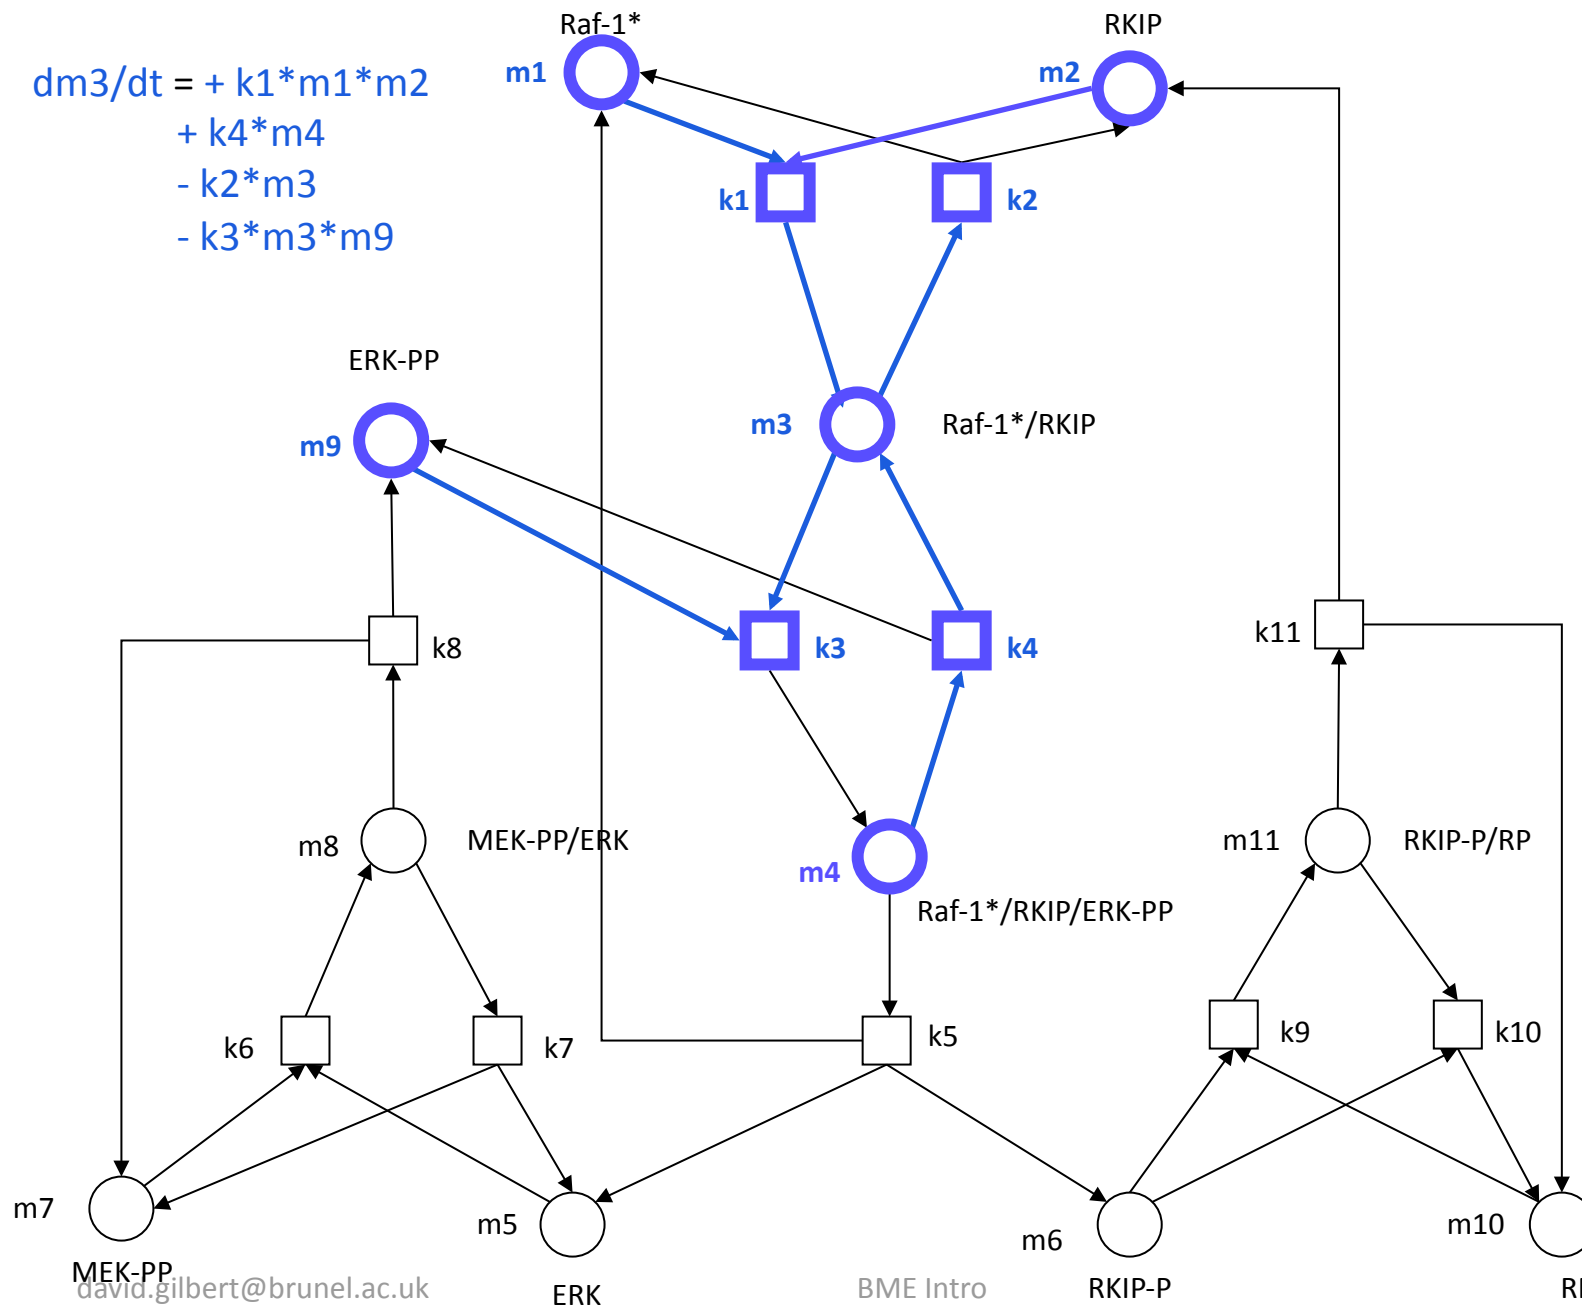 Raf-1*
RKIP
dm3/dt = + k1*m1*m2
+ k4*m4
- k2*m3
- k3*m3*m9
m1
m2
k1
k2
ERK-PP
m9
m3
Raf-1*/RKIP
k8
k3
k4
k11
m8
MEK-PP/ERK
m4
Raf-1*/RKIP/ERK-PP
m11
RKIP-P/RP
k6
k7
k5
k9
k10
m7
m5
m6
m10
MEK-PP
ERK
RKIP-P
david.gilbert@brunel.ac.uk
BME Intro